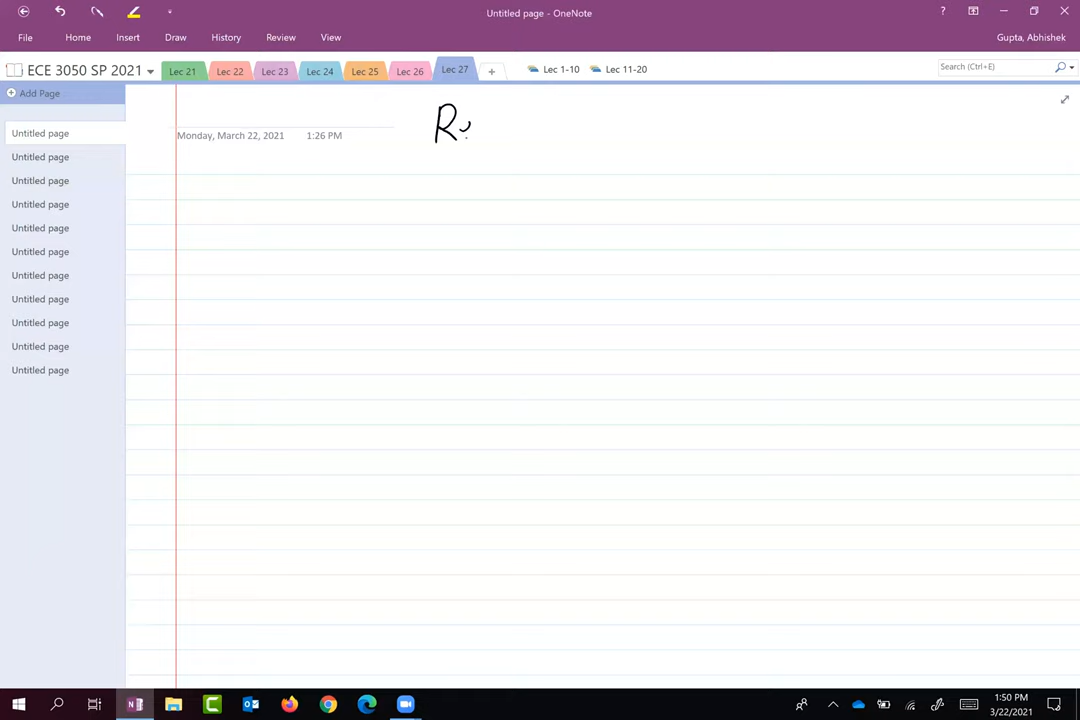 Untitled page - OneNote
?
File Home Insert Draw History Review View
Gupta, Abhishek
ECE 3050 SP 2021
Lec 21 Lec 22 Lec 23 Lec 24 Lec 25 Lec 26 Lec 27 + Lec 1-10 Lec 11-20
Search (Ctrl+E)
Add Page
Monday, March 22, 2021 1:26 PM
R
Untitled page
Untitled page
Untitled page
Untitled page
Untitled page
Untitled page
Untitled page
Untitled page
Untitled page
Untitled page
Untitled page
1:50 PM
3/22/2021